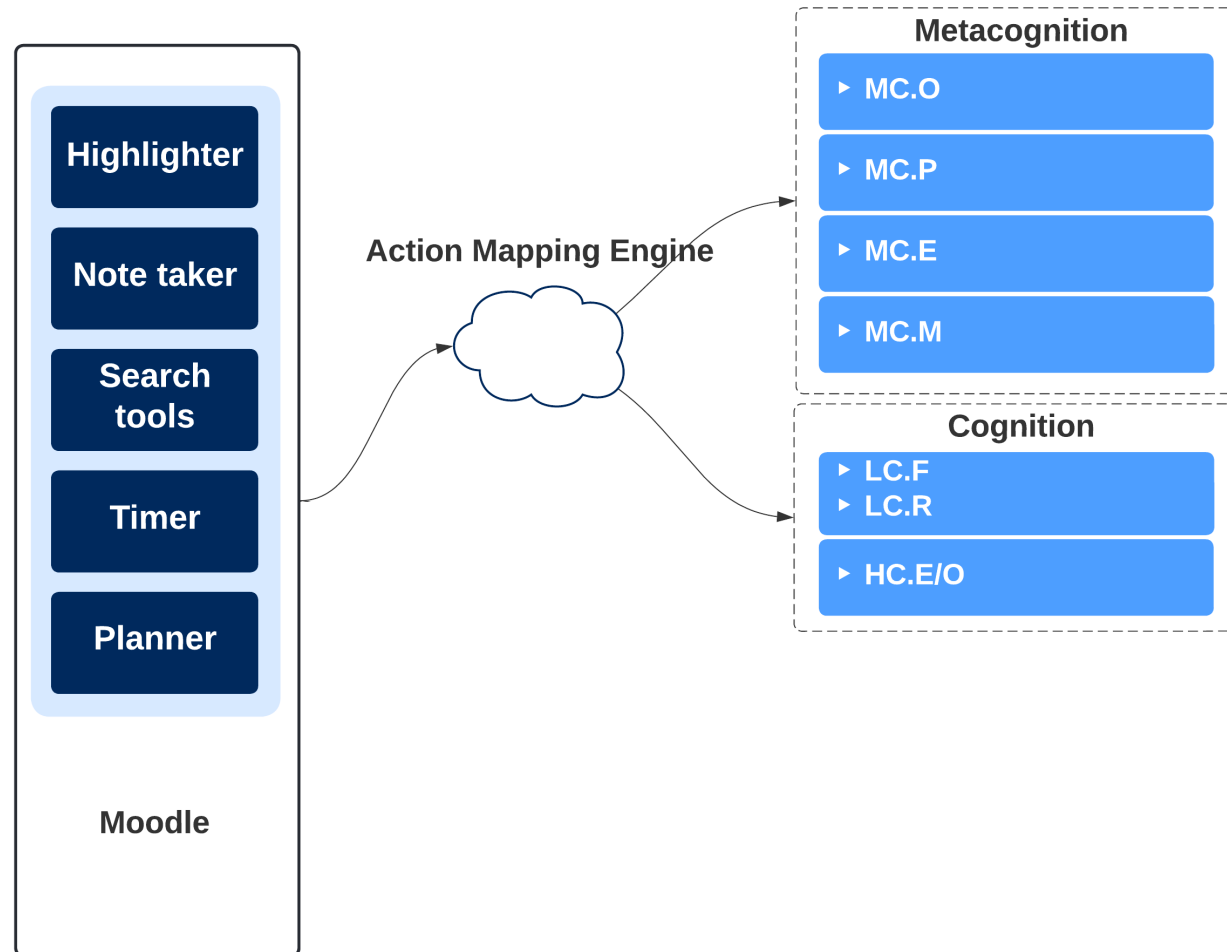 Highlighter
Note taker
Search
tools
Timer
Planner
Moodle
Action Mapping Engine
Metacognition
MC.O
MC.P
MC.E
MC.M
Cognition
LC.F
LC.R
HC.E/O